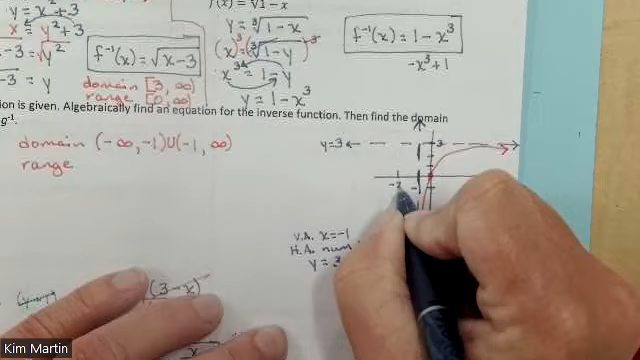 y = x² + 3
x = y² + 3
x-3 = √y²
√x-3 = y
f⁻¹(x) = √x-3
domain [3, ∞)
range [0, ∞)
f(x) = ∛1-x
y = ∛1-x
(x)³ = (∛1-y)³
x³ = 1-y
y = 1-x³
f⁻¹(x) = 1-x³
-x³+1
is given. Algebraically find an equation for the inverse function. Then find the domain
g⁻¹.
domain (-∞,-1)U(-1,∞)
range
y=3
3
-2
V.A. x=-1
H.A. num
y = 3
(3-x)
Kim Martin